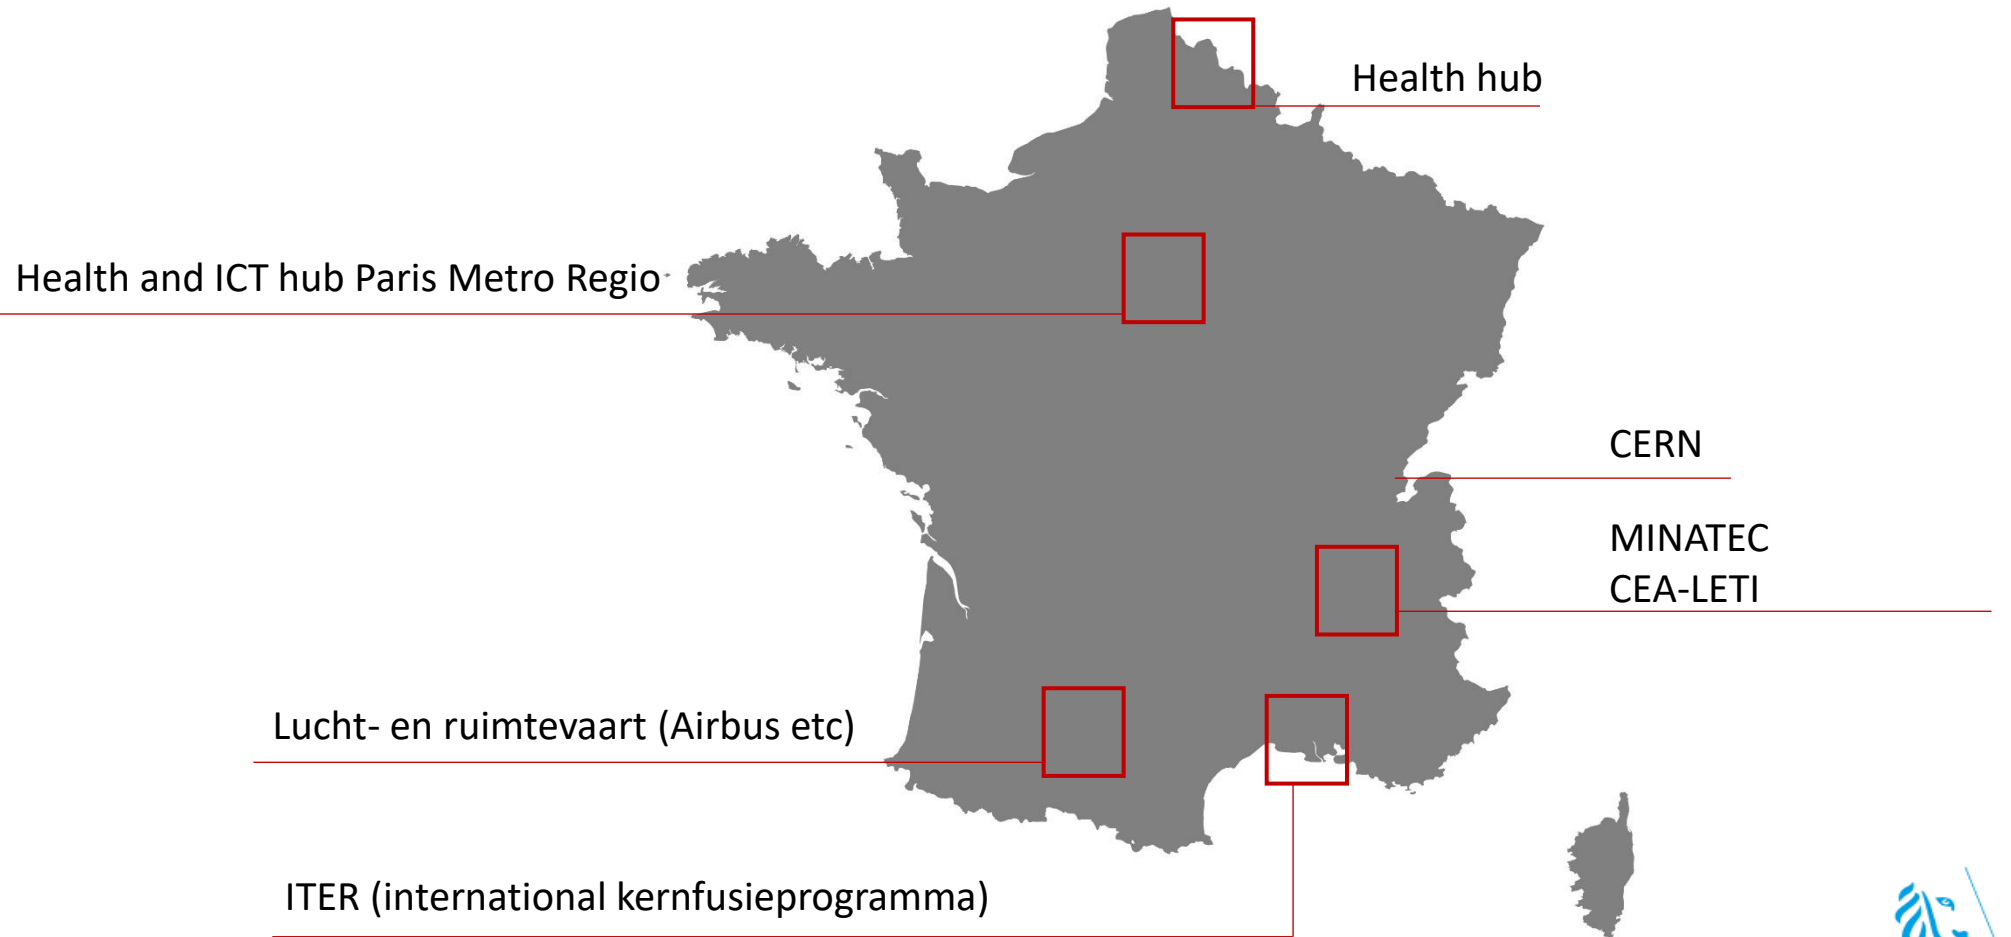 Health hub
Health and ICT hub Paris Metro Regio
CERN
MINATEC
CEA-LETI
Lucht- en ruimtevaart (Airbus etc)
ITER (international kernfusieprogramma)